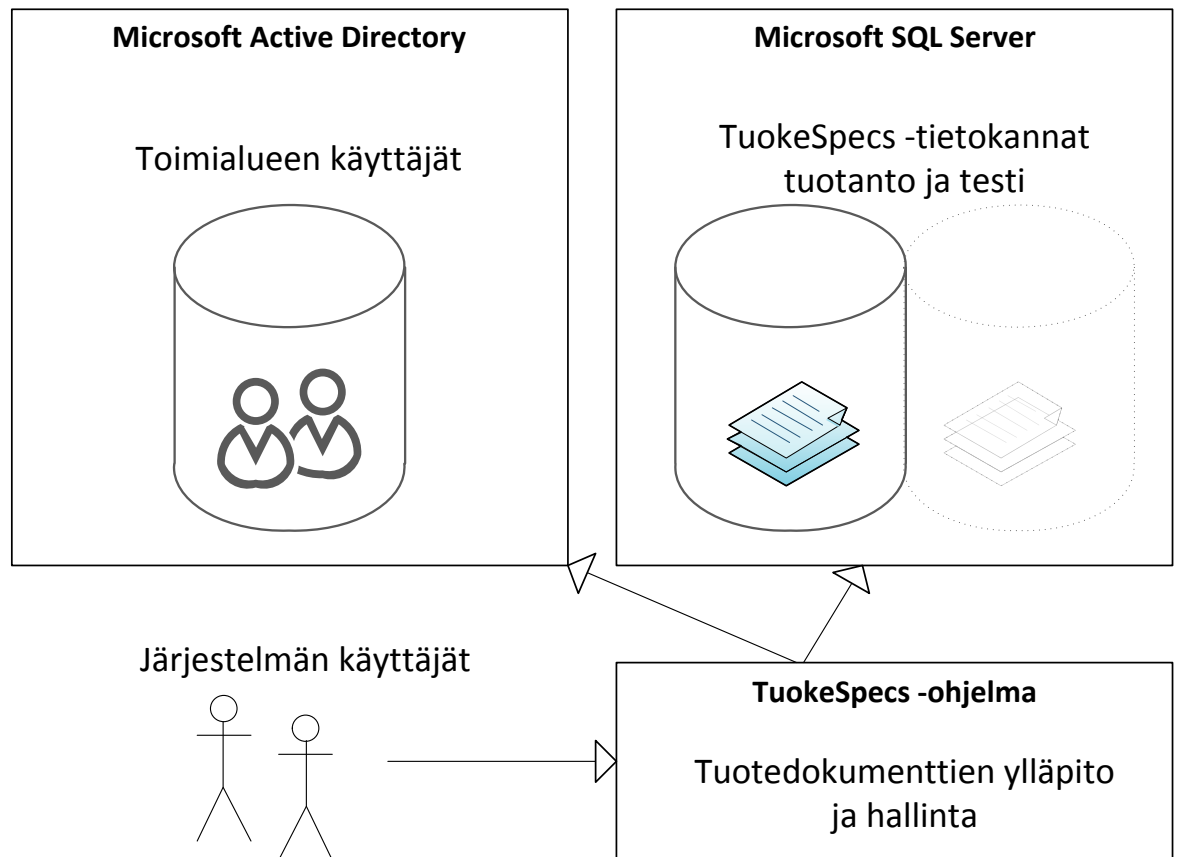 Microsoft Active Directory
Toimialueen käyttäjät
Microsoft SQL Server
TuokeSpecs -tietokannat
tuotanto ja testi
Järjestelmän käyttäjät
TuokeSpecs -ohjelma
Tuotedokumenttien ylläpito
ja hallinta